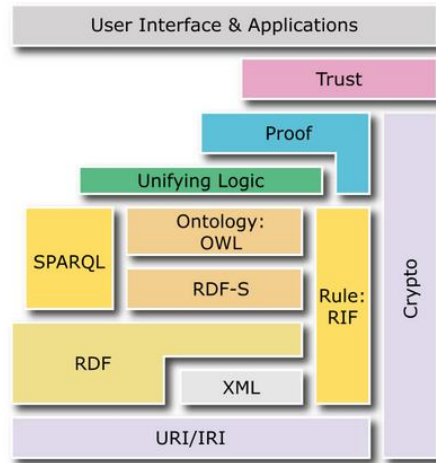 User Interface & Applications
Trust
Proof
Unifying Logic
Ontology:
OWL
SPARQL
RDF-S
Rule:
RIF
Crypto
RDF
XML
URI/IRI